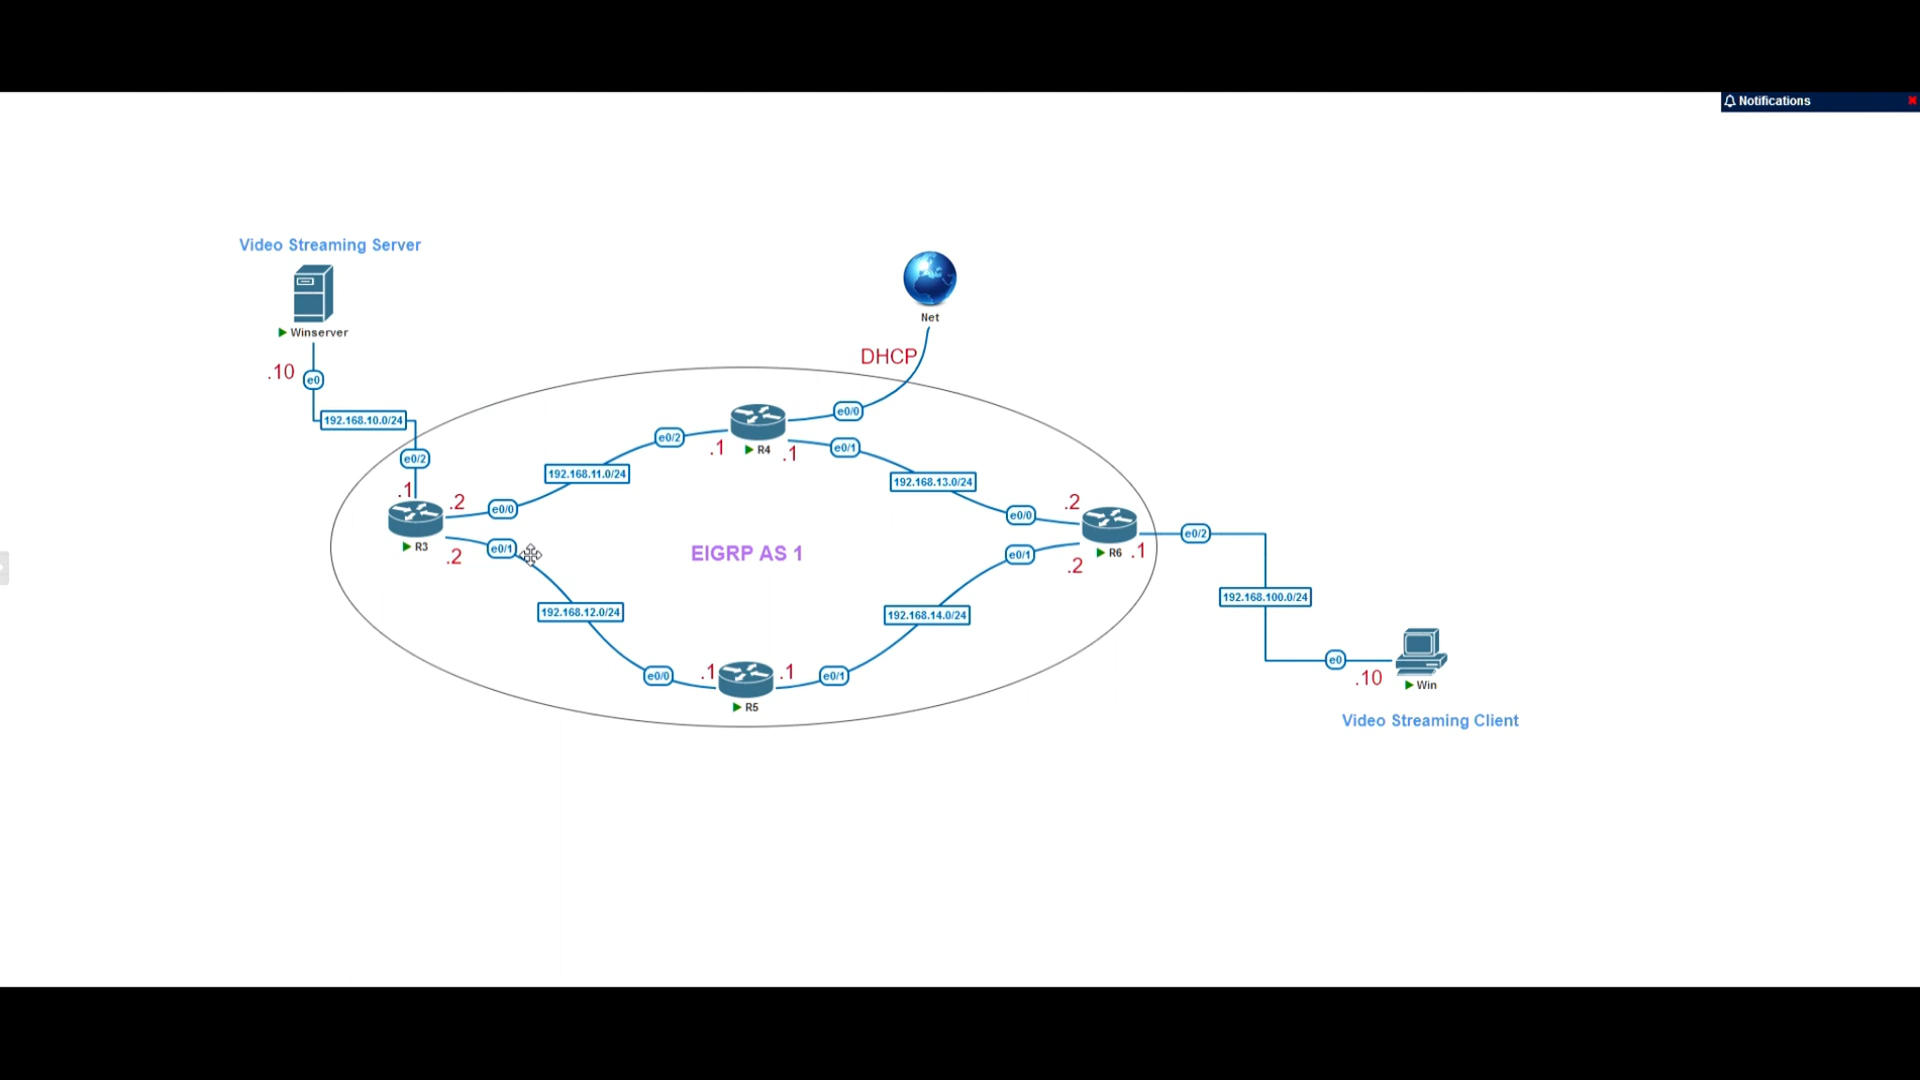 Notifications
Video Streaming Server
Winserver
.10
e0
192.168.10.0/24
e0/2
.1
Net
DHCP
e0/0
e0/2
.1
R4
.1
e0/1
192.168.11.0/24
192.168.13.0/24
.2
e0/0
R3
e0/1
.2
EIGRP AS 1
e0/0
.2
R6
.1
e0/2
e0/1
.2
192.168.12.0/24
192.168.14.0/24
192.168.100.0/24
e0/0
.1
R5
.1
e0/1
e0
.10
Win
Video Streaming Client